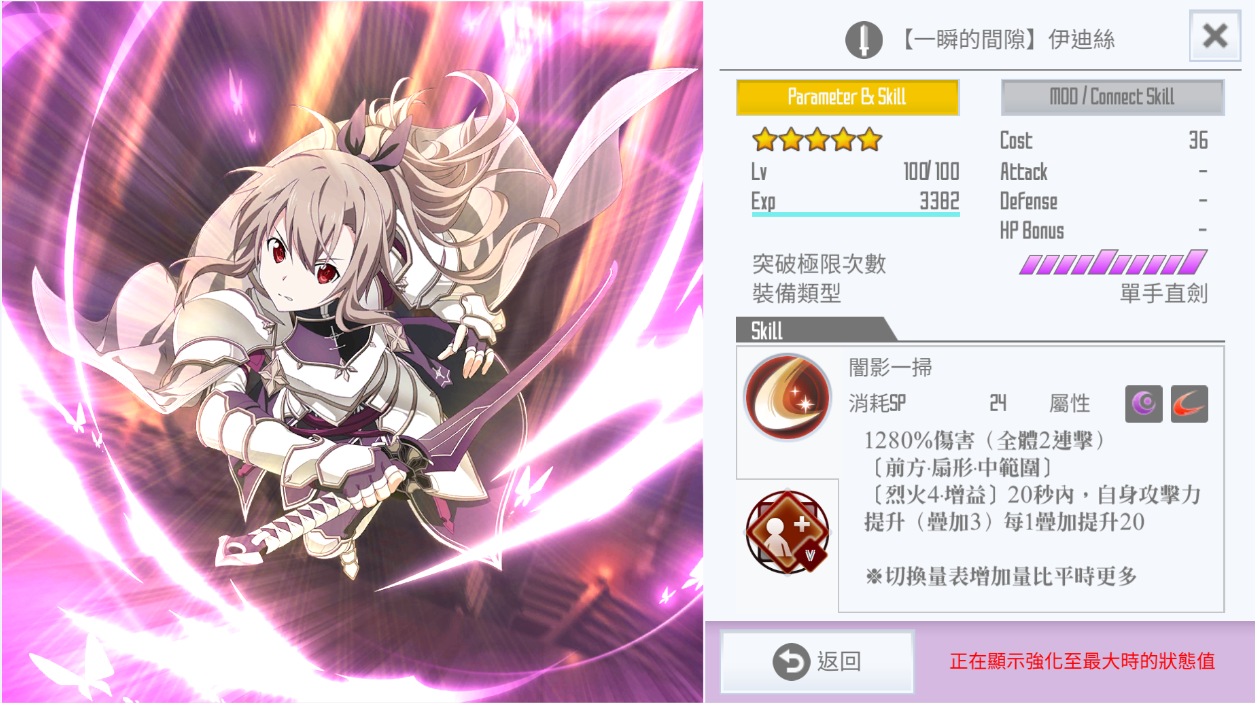 【一瞬的間隙】伊迪絲
Parameter & Skill
MOD / Connect Skill
Lv 100/100
Exp 3382
Cost 36
Attack -
Defense -
HP Bonus -
突破極限次數
裝備類型 單手直劍
Skill
闇影一掃
消耗SP 24 屬性
1280%傷害（全體2連擊）
〔前方·扇形·中範圍〕
〔烈火4·增益〕20秒內，自身攻擊力
提升（疊加3）每1疊加提升20
※切換量表增加量比平時更多
V
返回
正在顯示強化至最大時的狀態值